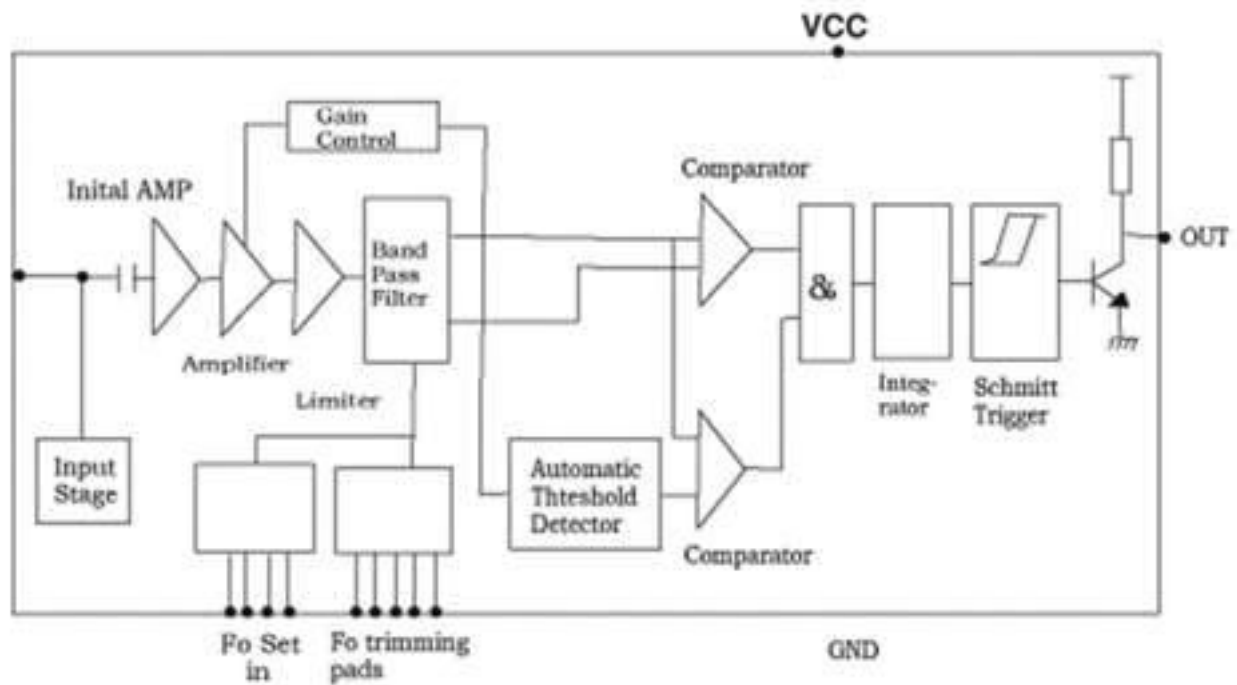 VCC
Gain
Control
Inital AMP
Comparator
Band
Pass
Filter
OUT
&
Amplifier
Limiter
Integ-
rator
Schmitt
Trigger
Input
Stage
Automatic
Thteshold
Detector
Comparator
Fo Set
in
Fo trimming
pads
GND